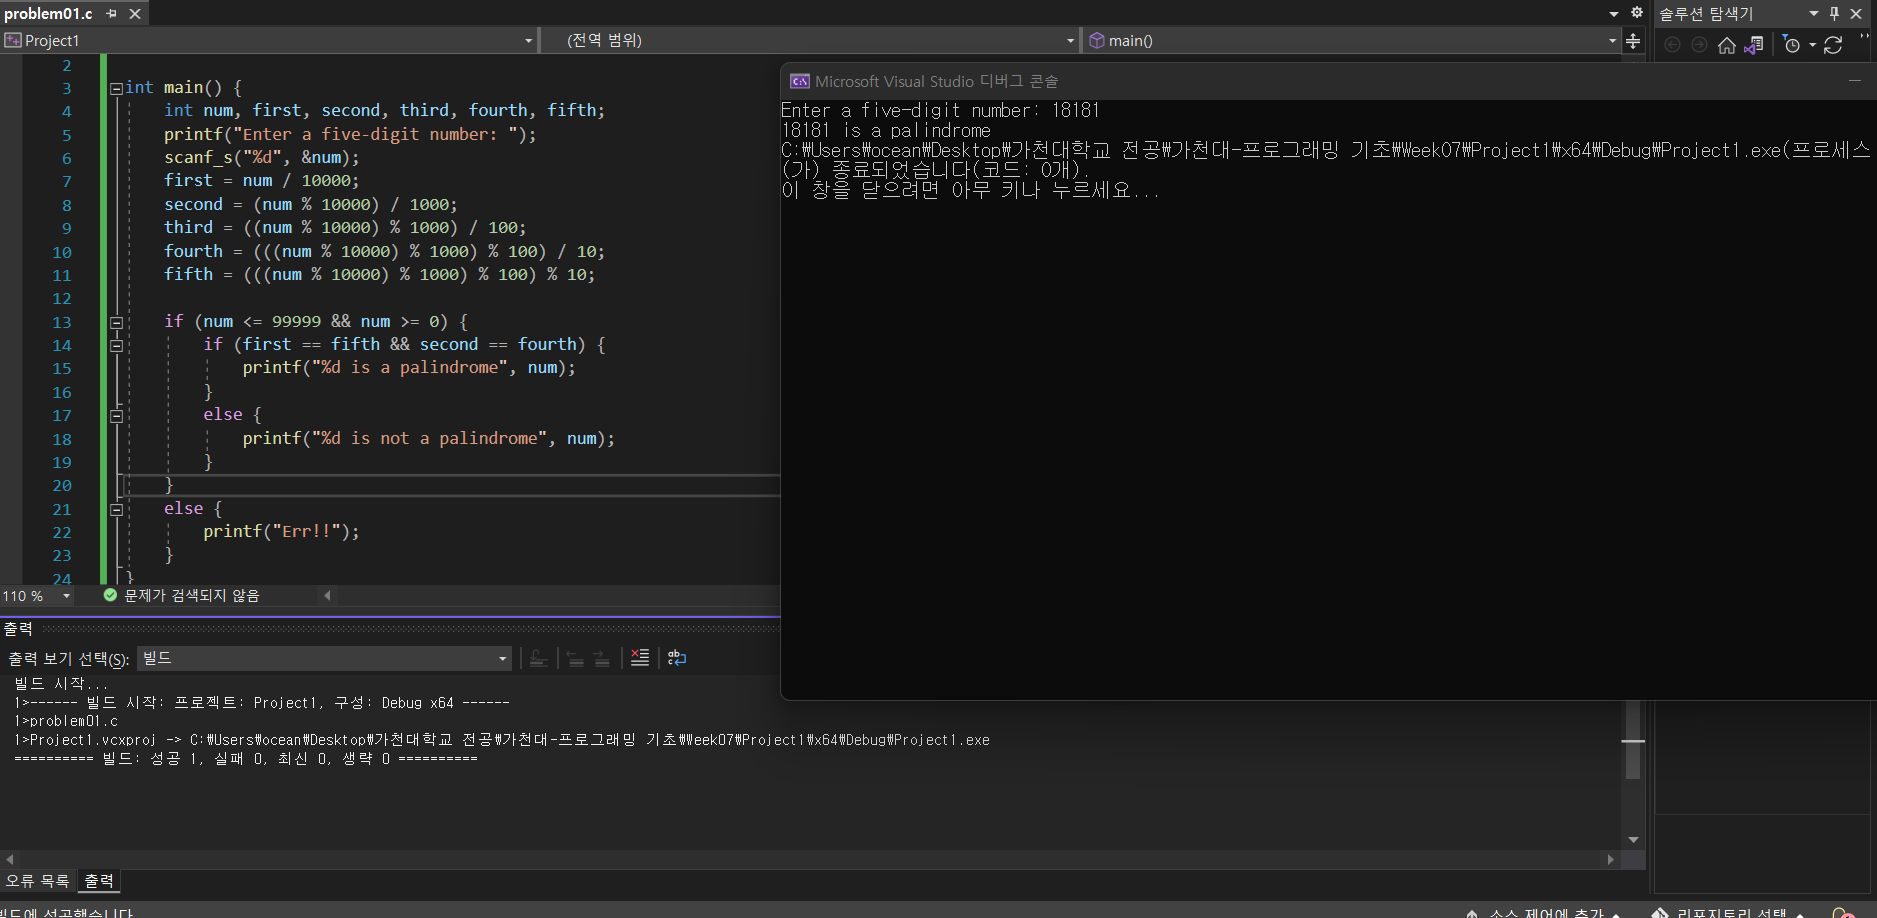 problem01.c
솔루션 탐색기
Project1
(전역 범위)
main()
2
3 int main() {
4 int num, first, second, third, fourth, fifth;
5 printf("Enter a five-digit number: ");
6 scanf_s("%d", &num);
7 first = num / 10000;
8 second = (num % 10000) / 1000;
9 third = ((num % 10000) % 1000) / 100;
10 fourth = (((num % 10000) % 1000) % 100) / 10;
11 fifth = (((num % 10000) % 1000) % 100) % 10;
12
13 if (num <= 99999 && num >= 0) {
14 if (first == fifth && second == fourth) {
15 printf("%d is a palindrome", num);
16 }
17 else {
18 printf("%d is not a palindrome", num);
19 }
20 }
21 else {
22 printf("Err!!");
23 }
24 }
110 %
문제가 검색되지 않음
Microsoft Visual Studio 디버그 콘솔
Enter a five-digit number: 18181
18181 is a palindrome
C:₩Users₩ocean₩Desktop₩가천대학교 전공₩가천대-프로그래밍 기초₩Week07₩Project1₩x64₩Debug₩Project1.exe(프로세스
(가) 종료되었습니다(코드: 0개).
이 창을 닫으려면 아무 키나 누르세요...
출력
출력 보기 선택(S):
빌드
빌드 시작...
1>------ 빌드 시작: 프로젝트: Project1, 구성: Debug x64 ------
1>problem01.c
1>Project1.vcxproj -> C:₩Users₩ocean₩Desktop₩가천대학교 전공₩가천대-프로그래밍 기초₩Week07₩Project1₩x64₩Debug₩Project1.exe
========== 빌드: 성공 1, 실패 0, 최신 0, 생략 0 ==========
오류 목록
출력
빌드에 성공했습니다
소스 제어에 추가
리포지토리 선택